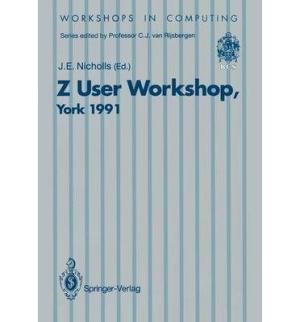 WORKSHOPS IN COMPUTING
Series edited by Professor C.J. van Rijsbergen
J.E. Nicholls (Ed.)
Z User Workshop,
York 1991
Springer-Verlag